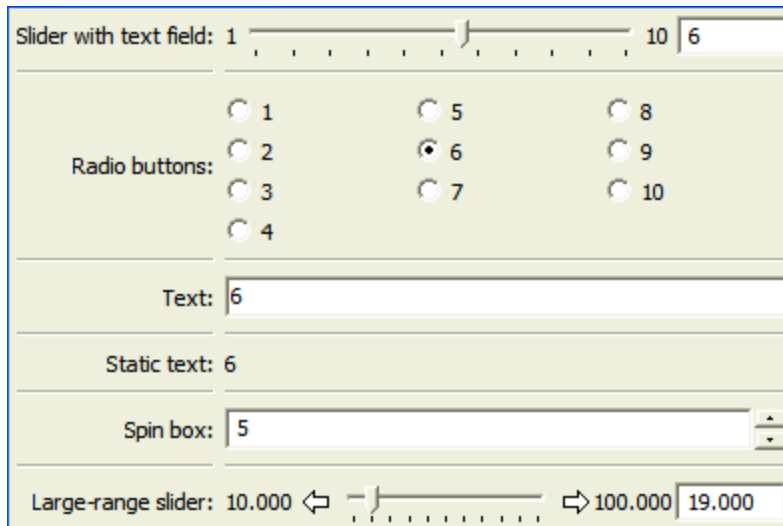 Slider with text field: 1 10 6
1 5 8
2 6 9
Radio buttons:
3 7 10
4
Text: 6
Static text: 6
Spin box: 5
Large-range slider: 10.000 100.000 19.000